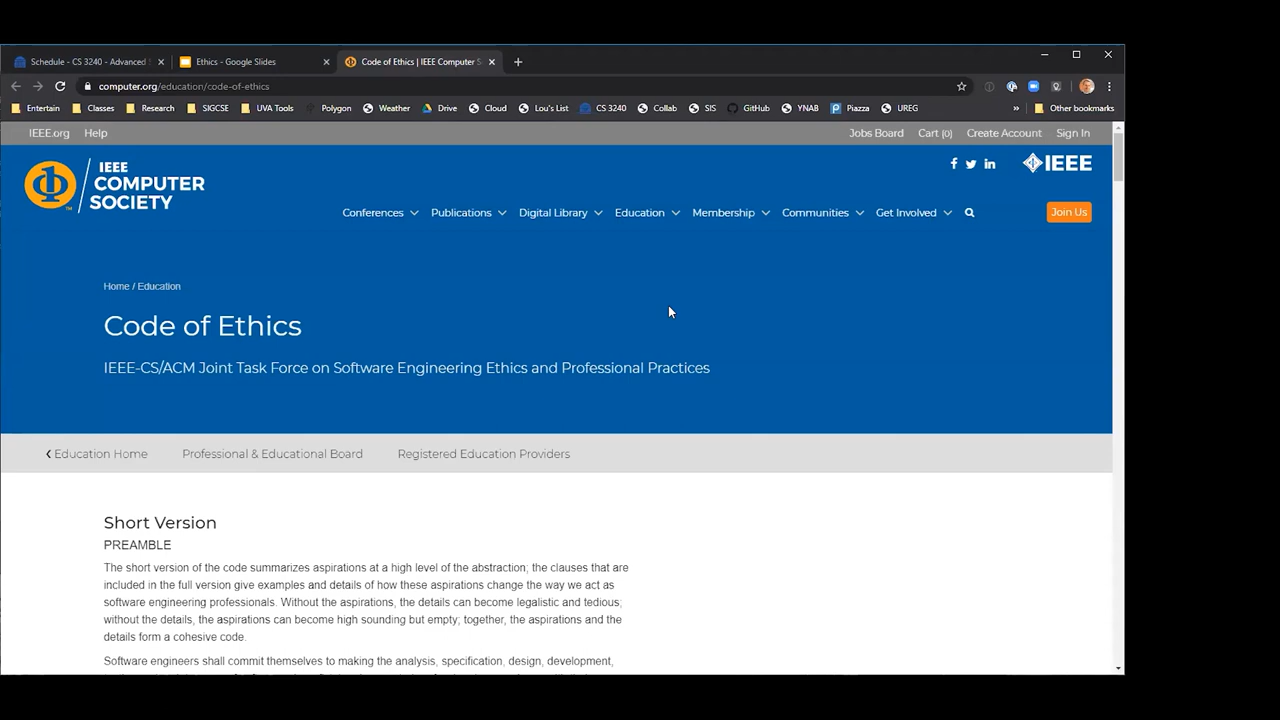 Schedule - CS 3240 - Advanced S
Ethics - Google Slides
Code of Ethics | IEEE Computer S
computer.org/education/code-of-ethics
Entertain Classes Research SIGCSE UVA Tools Polygon Weather Drive Cloud Lou's List CS 3240 Collab SIS GitHub YNAB Piazza UREG » Other bookmarks
IEEE.org Help Jobs Board Cart (0) Create Account Sign In
IEEE
COMPUTER
SOCIETY
IEEE
Conferences Publications Digital Library Education Membership Communities Get Involved Join Us
Home / Education
Code of Ethics
IEEE-CS/ACM Joint Task Force on Software Engineering Ethics and Professional Practices
Education Home Professional & Educational Board Registered Education Providers
Short Version
PREAMBLE
The short version of the code summarizes aspirations at a high level of the abstraction; the clauses that are
included in the full version give examples and details of how these aspirations change the way we act as
software engineering professionals. Without the aspirations, the details can become legalistic and tedious;
without the details, the aspirations can become high sounding but empty; together, the aspirations and the
details form a cohesive code.
Software engineers shall commit themselves to making the analysis, specification, design, development,